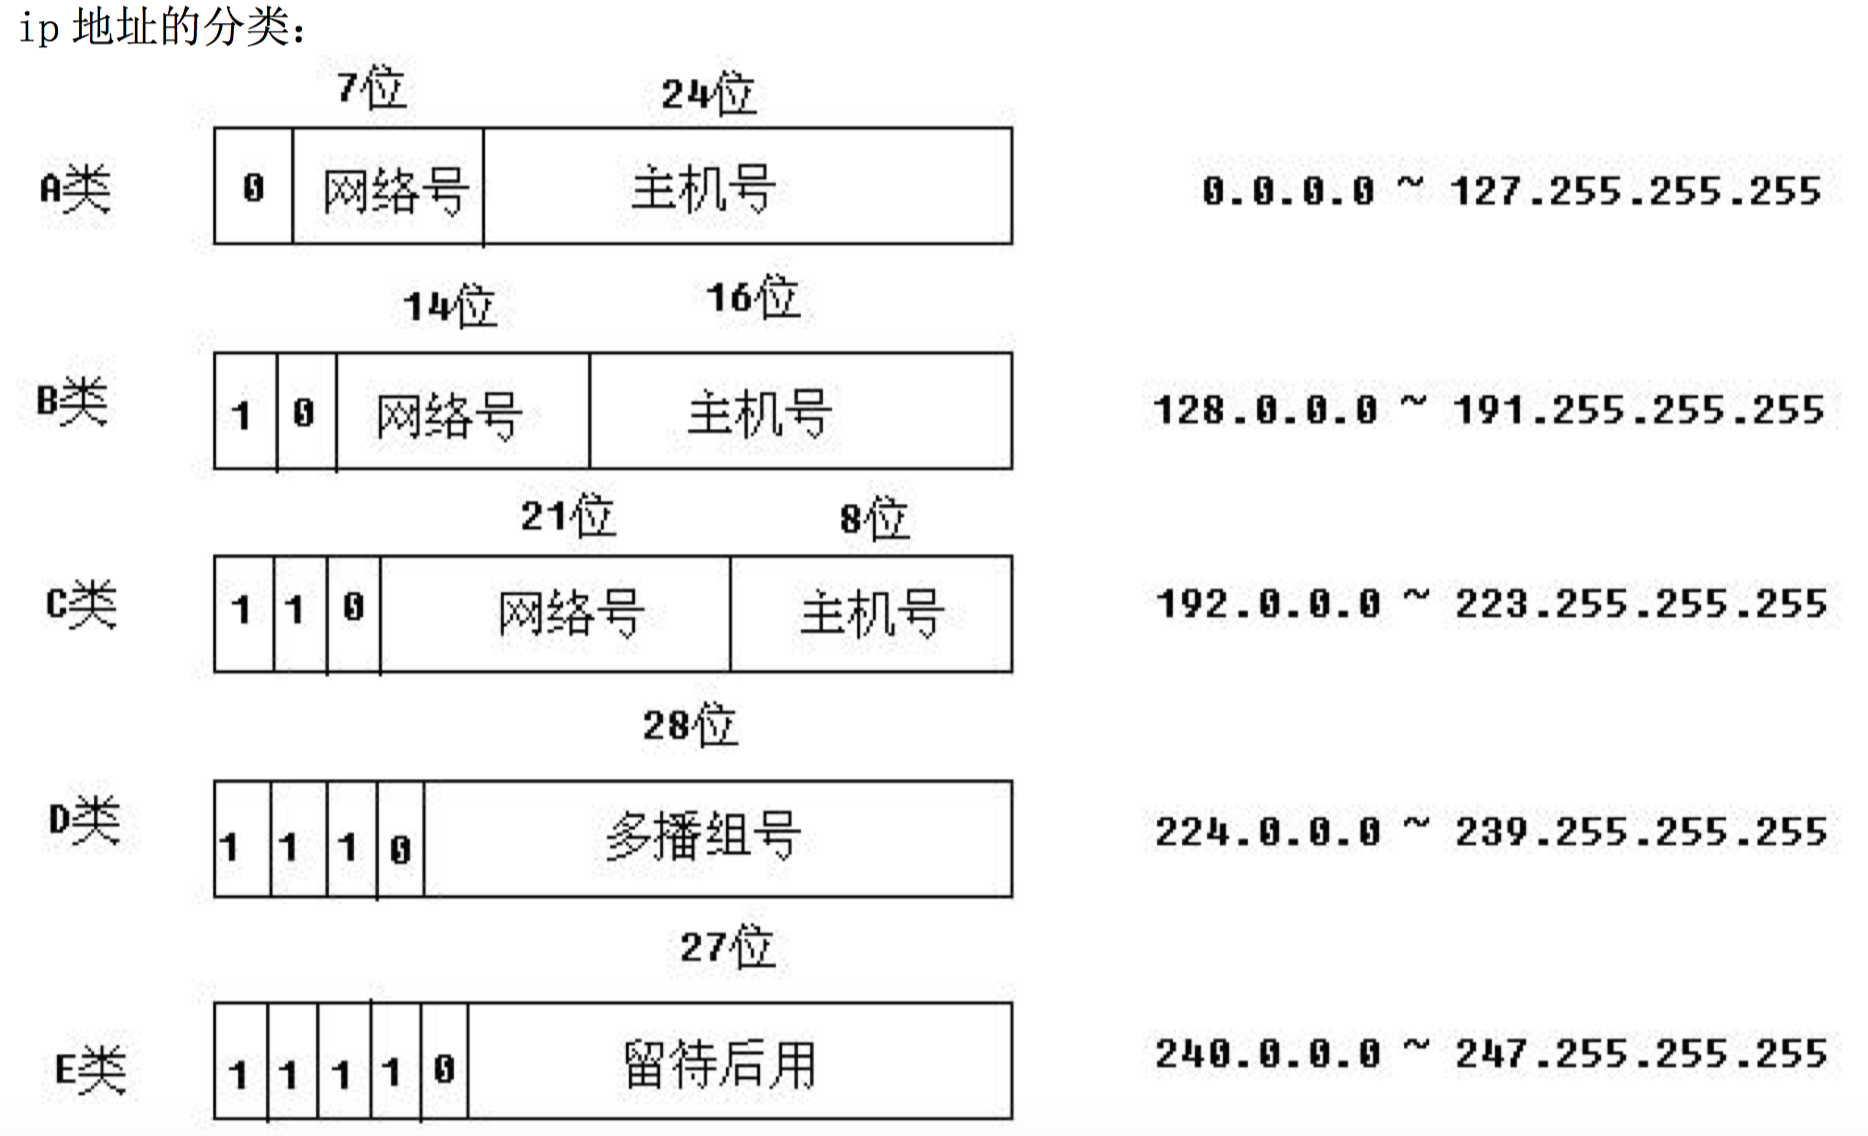 ip 地址的分类：
7位 24位
A类 0 网络号 主机号 0.0.0.0 ~ 127.255.255.255
14位 16位
B类 1 0 网络号 主机号 128.0.0.0 ~ 191.255.255.255
21位 8位
C类 1 1 0 网络号 主机号 192.0.0.0 ~ 223.255.255.255
28位
D类 1 1 1 0 多播组号 224.0.0.0 ~ 239.255.255.255
27位
E类 1 1 1 1 0 留待后用 240.0.0.0 ~ 247.255.255.255